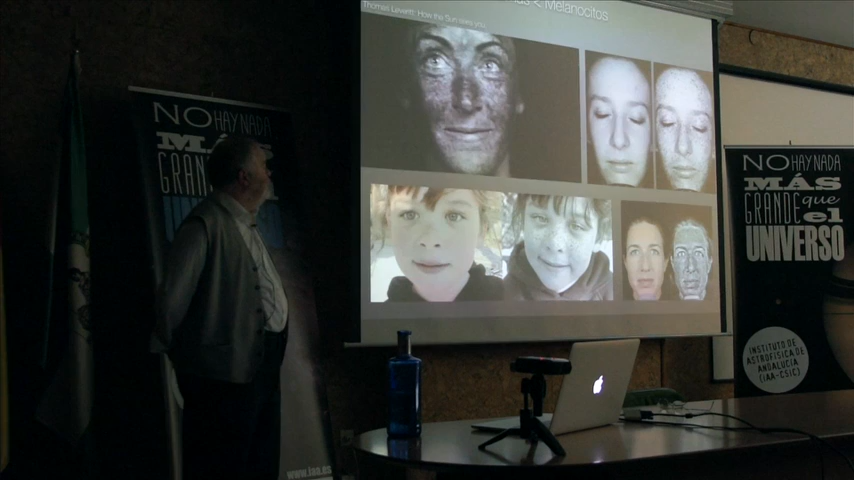 < Melanocitos
Thomas Leveritt: How the Sun sees you
NO HAY NADA
MÁS
GRANDE
www.iaa.es
NO HAY NADA
MÁS
GRANDE que
el
UNIVERSO
INSTITUTO DE
ASTROFÍSICA DE
ANDALUCÍA
(IAA-CSIC)